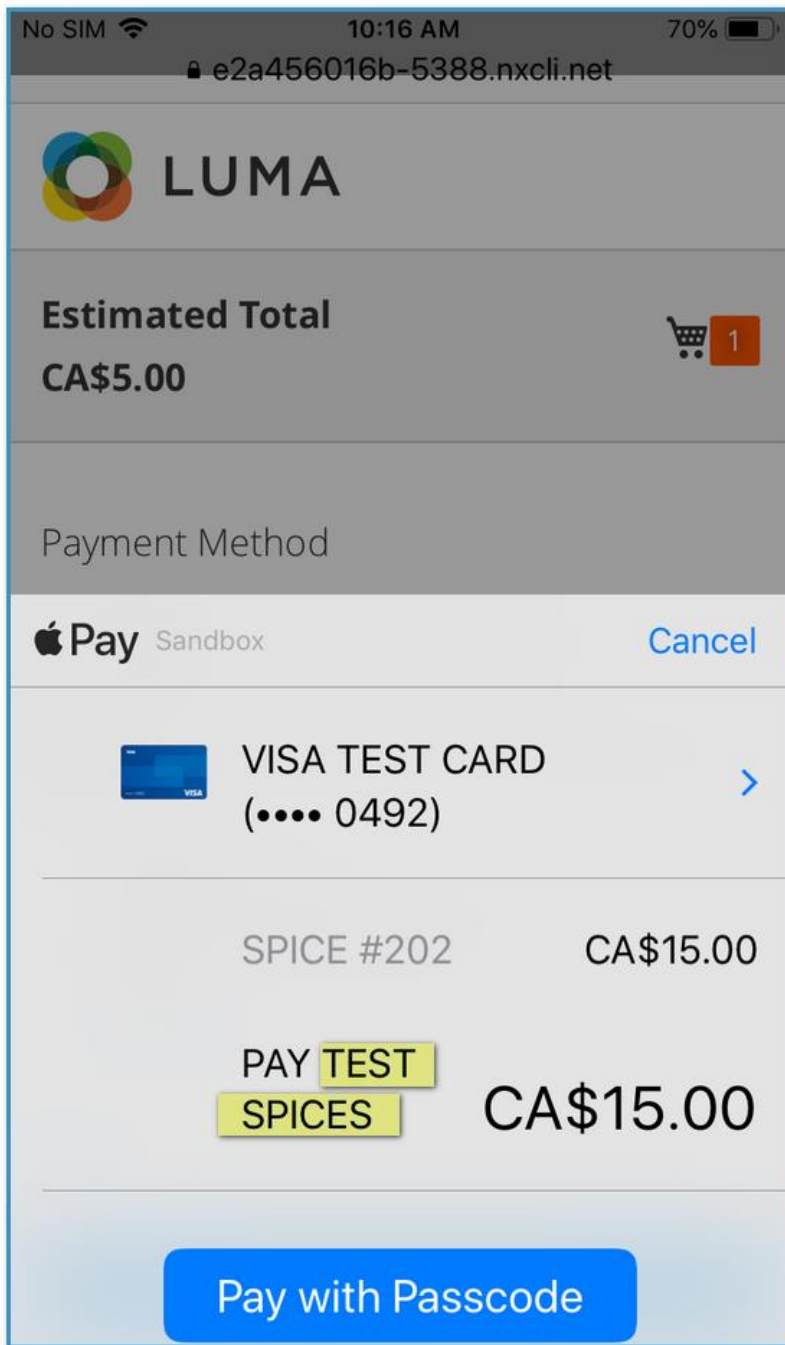 No SIM 10:16 AM 70%
e2a456016b-5388.nxcli.net
LUMA
Estimated Total
CA$5.00
1
Payment Method
Pay Sandbox Cancel
VISA TEST CARD
(•••• 0492)
VISA
SPICE #202 CA$15.00
PAY TEST
SPICES CA$15.00
Pay with Passcode